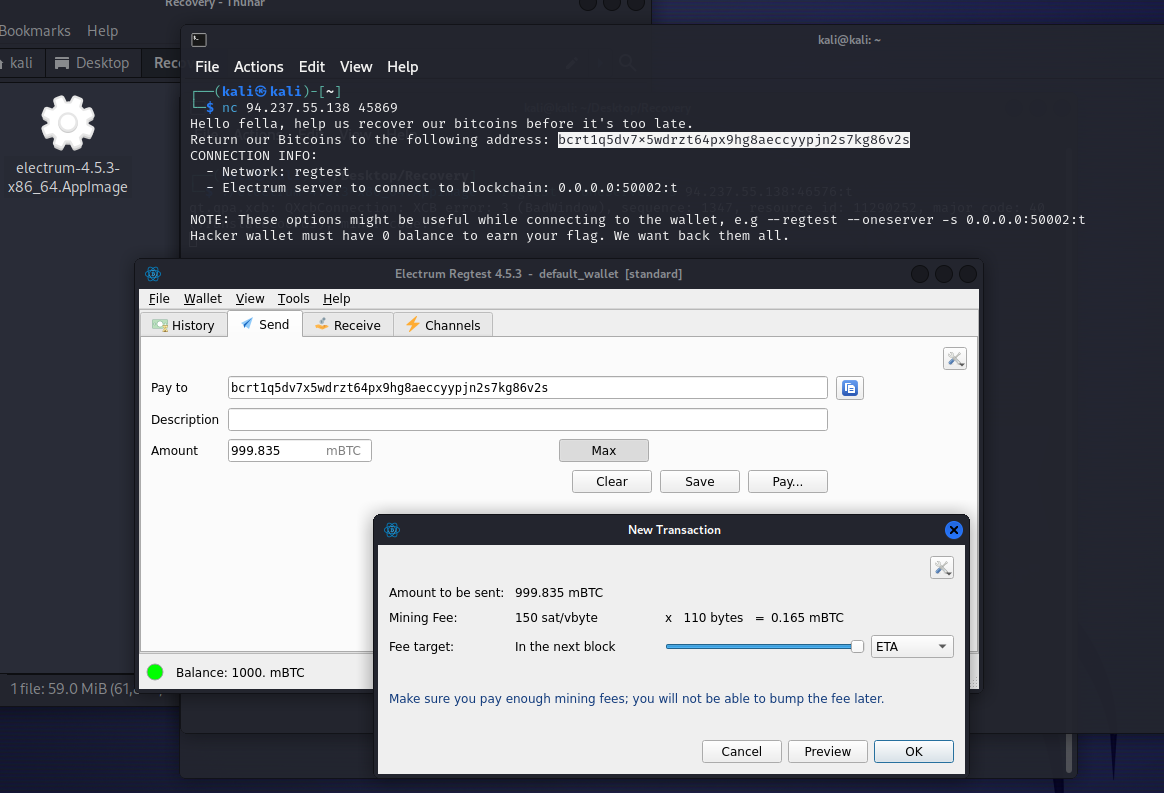 Recovery - Thunar
Bookmarks Help
kali Desktop Reco
electrum-4.5.3-
x86_64.AppImage
1 file: 59.0 MiB (61,
kali@kali: ~
File Actions Edit View Help
┌──(kali㉿kali)-[~]
└─$ nc 94.237.55.138 45869
Hello fella, help us recover our bitcoins before it's too late.
Return our Bitcoins to the following address: bcrt1q5dv7×5wdrzt64px9hg8aeccyypjn2s7kg86v2s
CONNECTION INFO:
- Network: regtest
- Electrum server to connect to blockchain: 0.0.0.0:50002:t
NOTE: These options might be useful while connecting to the wallet, e.g --regtest --oneserver -s 0.0.0.0:50002:t
Hacker wallet must have 0 balance to earn your flag. We want back them all.
Electrum Regtest 4.5.3 - default_wallet [standard]
File Wallet View Tools Help
History Send Receive Channels
Pay to bcrt1q5dv7x5wdrzt64px9hg8aeccyypjn2s7kg86v2s
Description
Amount 999.835 mBTC Max
Clear Save Pay...
Balance: 1000. mBTC
New Transaction
Amount to be sent: 999.835 mBTC
Mining Fee: 150 sat/vbyte x 110 bytes = 0.165 mBTC
Fee target: In the next block ETA
Make sure you pay enough mining fees; you will not be able to bump the fee later.
Cancel Preview OK